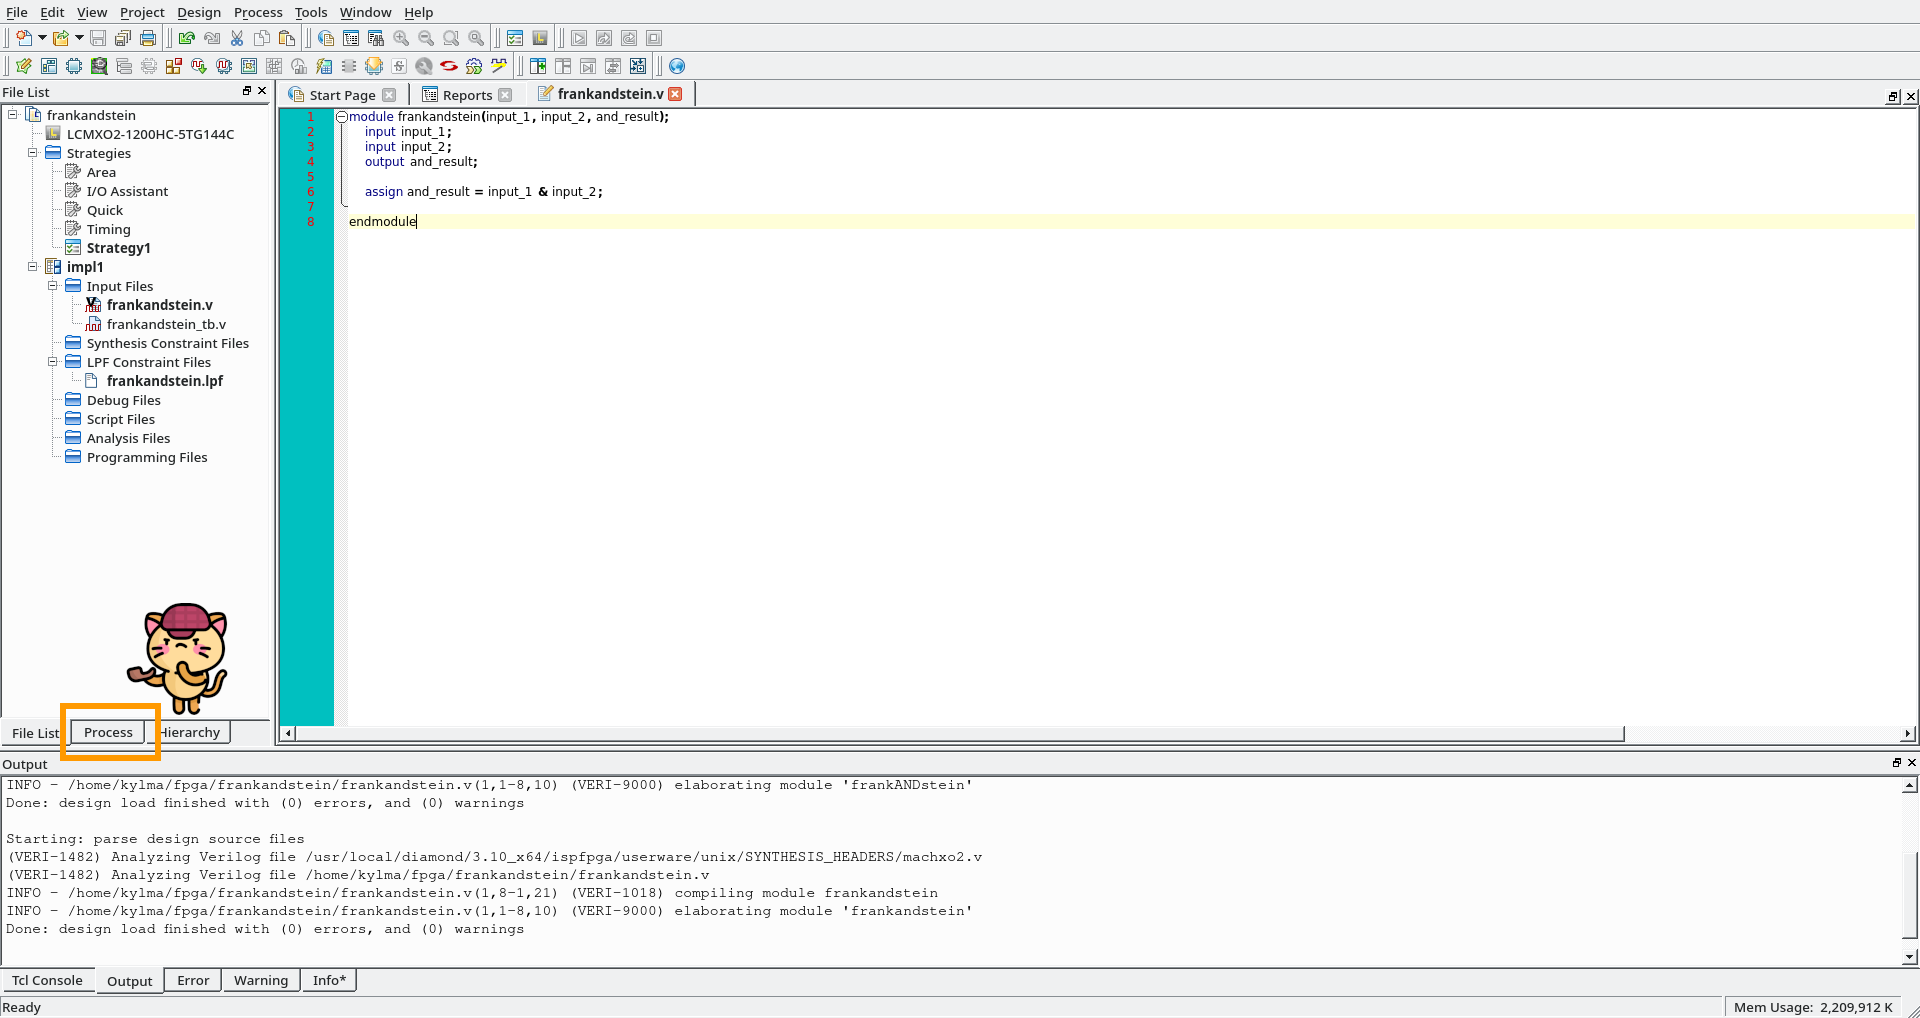 File Edit View Project Design Process Tools Window Help
File List
frankandstein
LCMXO2-1200HC-5TG144C
Strategies
Area
I/O Assistant
Quick
Timing
Strategy1
impl1
Input Files
frankandstein.v
frankandstein_tb.v
Synthesis Constraint Files
LPF Constraint Files
frankandstein.lpf
Debug Files
Script Files
Analysis Files
Programming Files
File List Process Hierarchy
Start Page Reports frankandstein.v
1 module frankandstein(input_1, input_2, and_result);
2 input input_1;
3 input input_2;
4 output and_result;
5
6 assign and_result = input_1 & input_2;
7
8 endmodule
Output
INFO - /home/kylma/fpga/frankandstein/frankandstein.v(1,1-8,10) (VERI-9000) elaborating module 'frankANDstein'
Done: design load finished with (0) errors, and (0) warnings
Starting: parse design source files
(VERI-1482) Analyzing Verilog file /usr/local/diamond/3.10_x64/ispfpga/userware/unix/SYNTHESIS_HEADERS/machxo2.v
(VERI-1482) Analyzing Verilog file /home/kylma/fpga/frankandstein/frankandstein.v
INFO - /home/kylma/fpga/frankandstein/frankandstein.v(1,8-1,21) (VERI-1018) compiling module frankandstein
INFO - /home/kylma/fpga/frankandstein/frankandstein.v(1,1-8,10) (VERI-9000) elaborating module 'frankandstein'
Done: design load finished with (0) errors, and (0) warnings
Tcl Console Output Error Warning Info*
Ready Mem Usage: 2,209,912 K